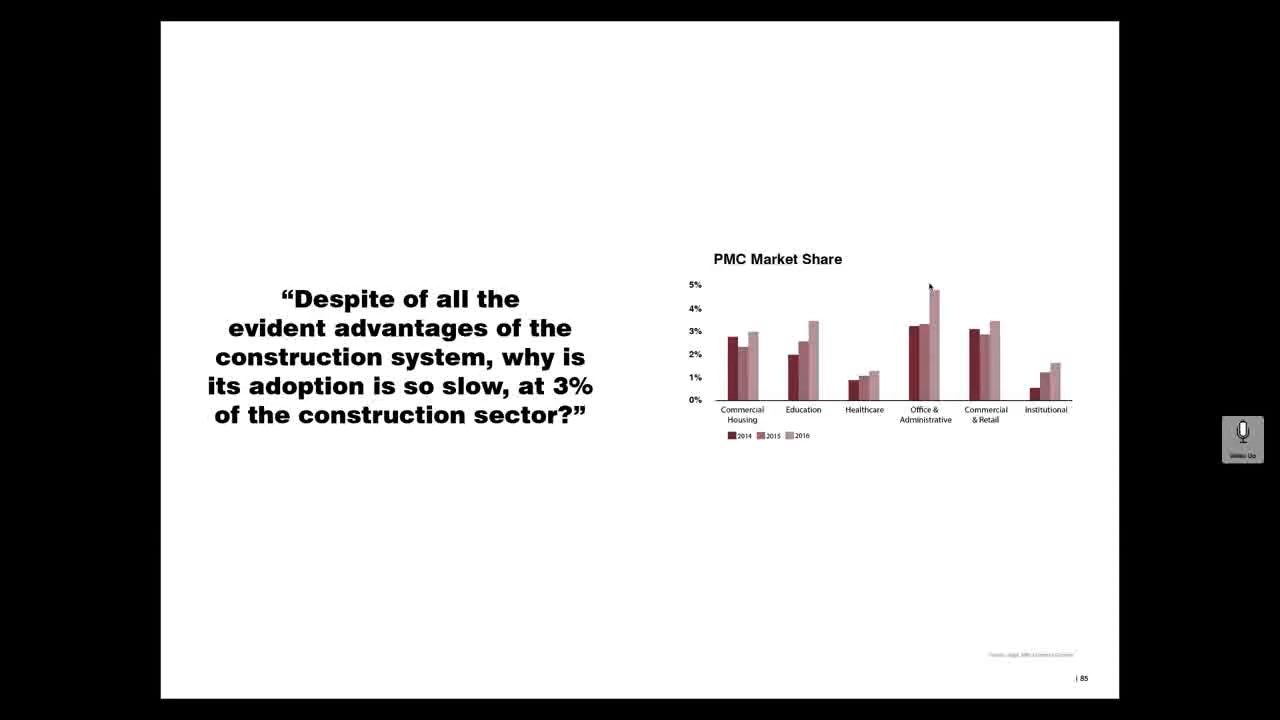 “Despite of all the
evident advantages of the
construction system, why is
its adoption is so slow, at 3%
of the construction sector?”
PMC Market Share
5%
4%
3%
2%
1%
0%
Commercial Housing
Education
Healthcare
Office & Administrative
Commercial & Retail
Institutional
2014 2015 2016
| 85